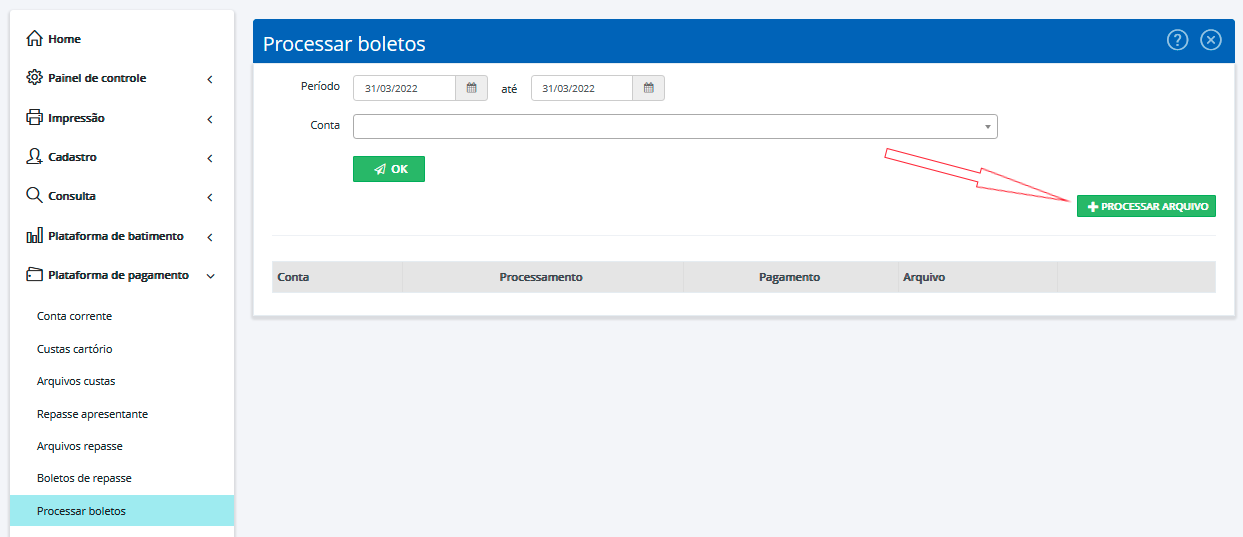 Home
Painel de controle
Impressão
Cadastro
Consulta
Plataforma de batimento
Plataforma de pagamento
Conta corrente
Custas cartório
Arquivos custas
Repasse apresentante
Arquivos repasse
Boletos de repasse
Processar boletos
Processar boletos
Período 31/03/2022 até 31/03/2022
Conta
OK
PROCESSAR ARQUIVO
Conta Processamento Pagamento Arquivo